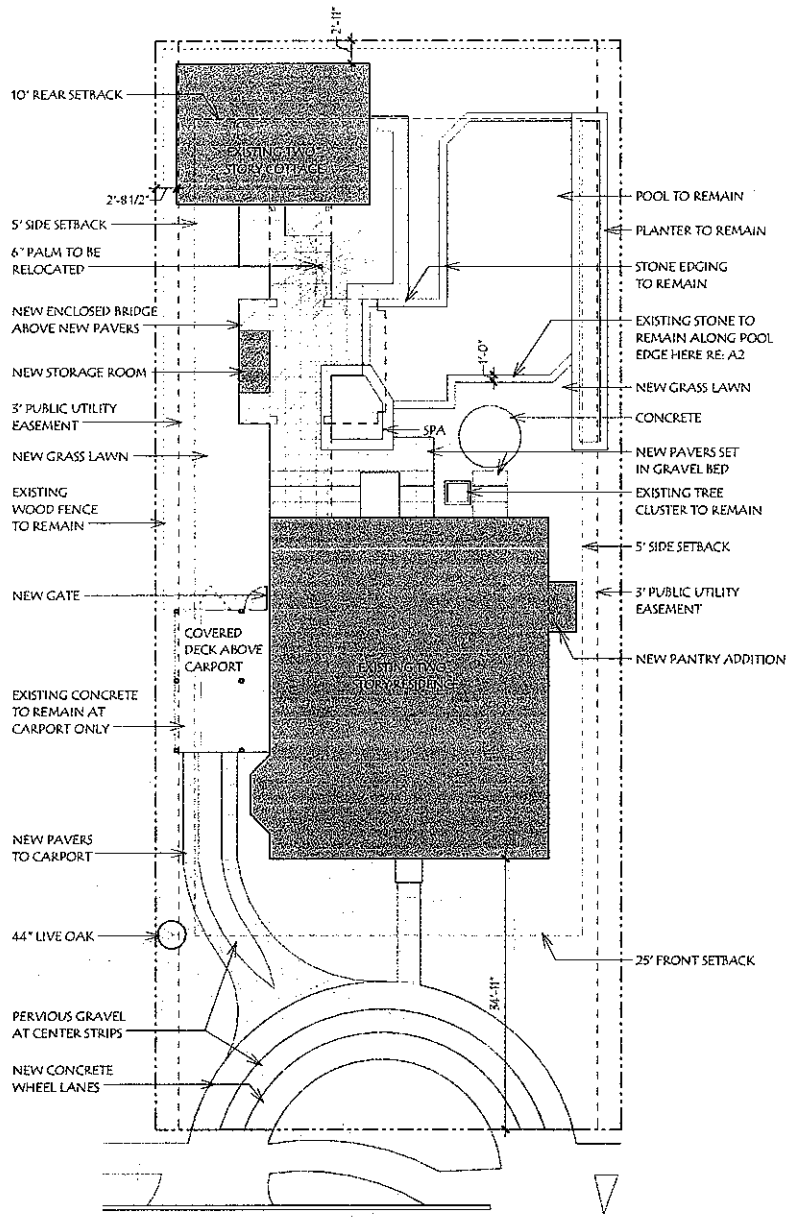 2'-11"
10' REAR SETBACK
EXISTING TWO
STORY COTTAGE
2'-8 1/2"
5' SIDE SETBACK
6" PALM TO BE
RELOCATED
NEW ENCLOSED BRIDGE
ABOVE NEW PAVERS
NEW STORAGE ROOM
3' PUBLIC UTILITY
EASEMENT
NEW GRASS LAWN
EXISTING
WOOD FENCE
TO REMAIN
NEW GATE
COVERED
DECK ABOVE
CARPORT
EXISTING CONCRETE
TO REMAIN AT
CARPORT ONLY
NEW PAVERS
TO CARPORT
44" LIVE OAK
PERVIOUS GRAVEL
AT CENTER STRIPS
NEW CONCRETE
WHEEL LANES
POOL TO REMAIN
PLANTER TO REMAIN
STONE EDGING
TO REMAIN
EXISTING STONE TO
REMAIN ALONG POOL
EDGE HERE RE: A2
1'-0"
NEW GRASS LAWN
CONCRETE
SPA
NEW PAVERS SET
IN GRAVEL BED
EXISTING TREE
CLUSTER TO REMAIN
5' SIDE SETBACK
3' PUBLIC UTILITY
EASEMENT
NEW PANTRY ADDITION
EXISTING TWO
STORY RESIDENCE
25' FRONT SETBACK
34'-11"